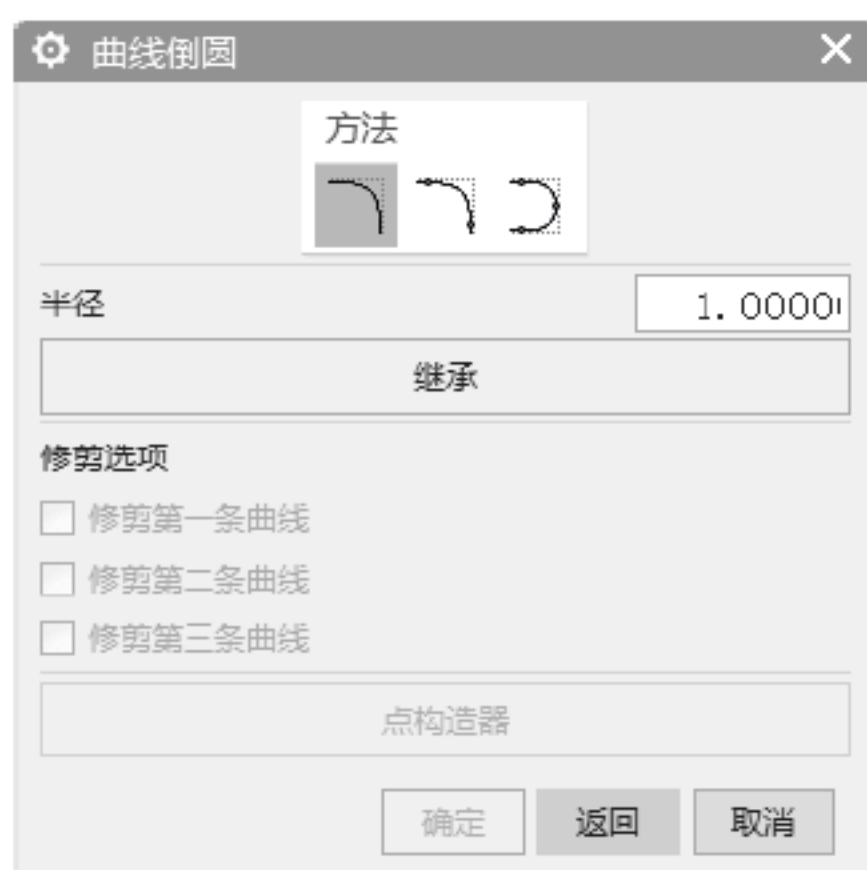 曲线倒圆
方法
半径 1.0000
继承
修剪选项
修剪第一条曲线
修剪第二条曲线
修剪第三条曲线
点构造器
确定 返回 取消